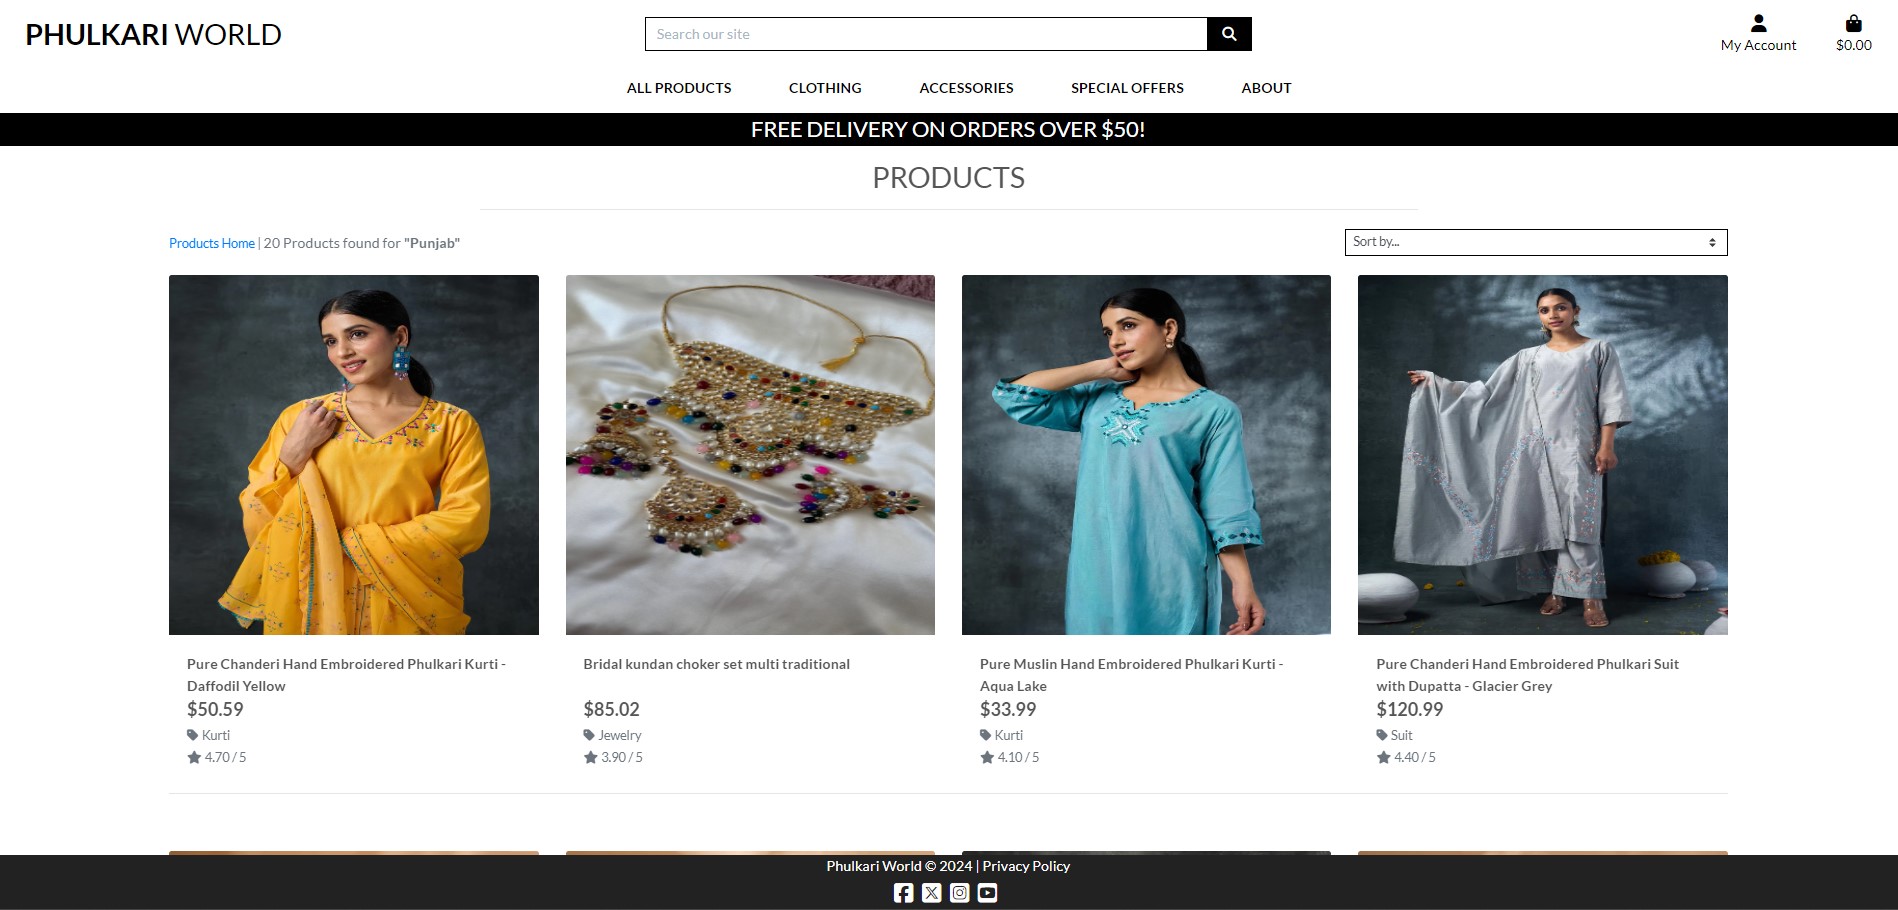 PHULKARI WORLD
Search our site
My Account
$0.00
ALL PRODUCTS CLOTHING ACCESSORIES SPECIAL OFFERS ABOUT
FREE DELIVERY ON ORDERS OVER $50!
PRODUCTS
Products Home | 20 Products found for "Punjab"
Sort by...
Pure Chanderi Hand Embroidered Phulkari Kurti -
Daffodil Yellow
$50.59
Kurti
4.70 / 5
Bridal kundan choker set multi traditional
$85.02
Jewelry
3.90 / 5
Pure Muslin Hand Embroidered Phulkari Kurti -
Aqua Lake
$33.99
Kurti
4.10 / 5
Pure Chanderi Hand Embroidered Phulkari Suit
with Dupatta - Glacier Grey
$120.99
Suit
4.40 / 5
Phulkari World © 2024 | Privacy Policy